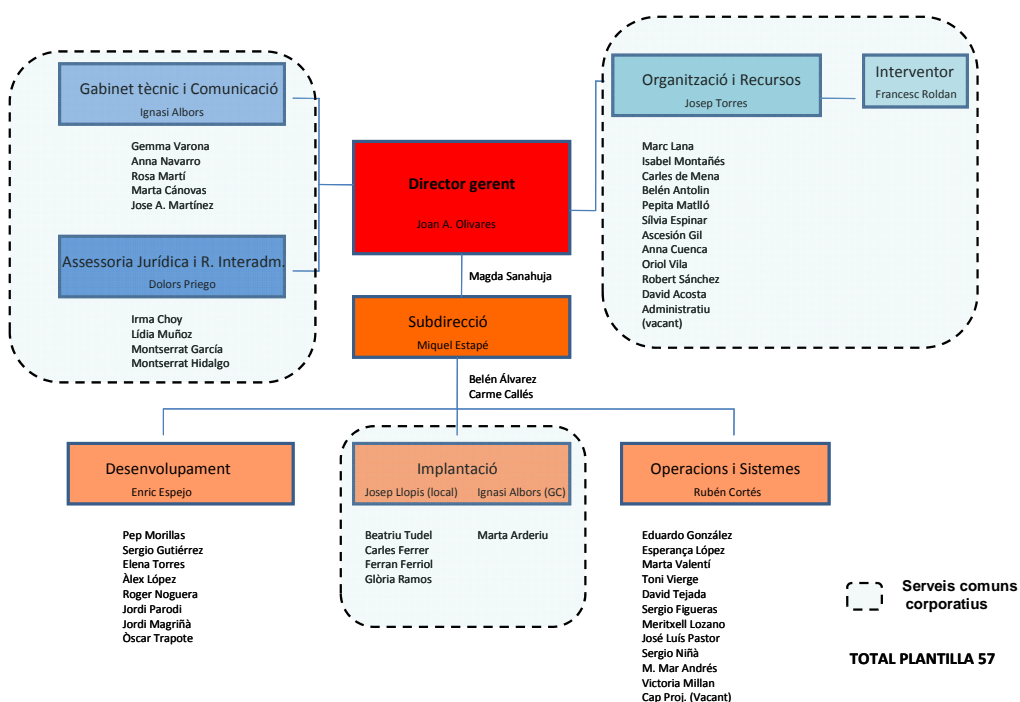 Gabinet tècnic i Comunicació
Ignasi Albors
Gemma Varona
Anna Navarro
Rosa Martí
Marta Cánovas
Jose A. Martínez
Assessoria Jurídica i R. Interadm.
Dolors Priego
Irma Choy
Lídia Muñoz
Montserrat García
Montserrat Hidalgo
Director gerent
Joan A. Olivares
Magda Sanahuja
Subdirecció
Miquel Estapé
Belén Álvarez
Carme Callés
Organització i Recursos
Josep Torres
Interventor
Francesc Roldan
Marc Lana
Isabel Montañés
Carles de Mena
Belén Antolin
Pepita Matlló
Sílvia Espinar
Ascesión Gil
Anna Cuenca
Oriol Vila
Robert Sánchez
David Acosta
Administratiu
(vacant)
Desenvolupament
Enric Espejo
Pep Morillas
Sergio Gutiérrez
Elena Torres
Àlex López
Roger Noguera
Jordi Parodi
Jordi Magriñà
Òscar Trapote
Implantació
Josep Llopis (local)
Ignasi Albors (GC)
Beatriu Tudel
Carles Ferrer
Ferran Ferriol
Glòria Ramos
Marta Arderiu
Operacions i Sistemes
Rubén Cortés
Eduardo González
Esperança López
Marta Valentí
Toni Vierge
David Tejada
Sergio Figueras
Meritxell Lozano
José Luís Pastor
Sergio Niñà
M. Mar Andrés
Victoria Millan
Cap Proj. (Vacant)
Serveis comuns
corporatius
TOTAL PLANTILLA 57